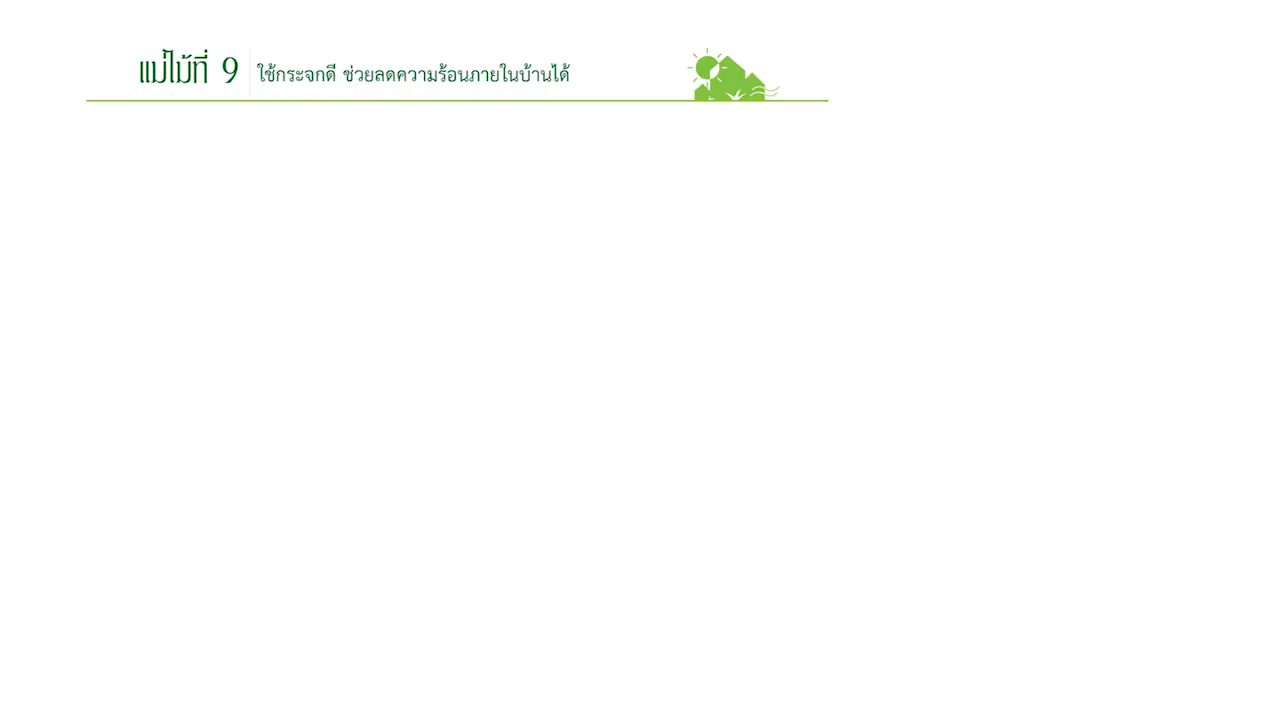 แม่ไม้ที่ 9 ใช้กระจกดี ช่วยลดความร้อนภายในบ้านได้